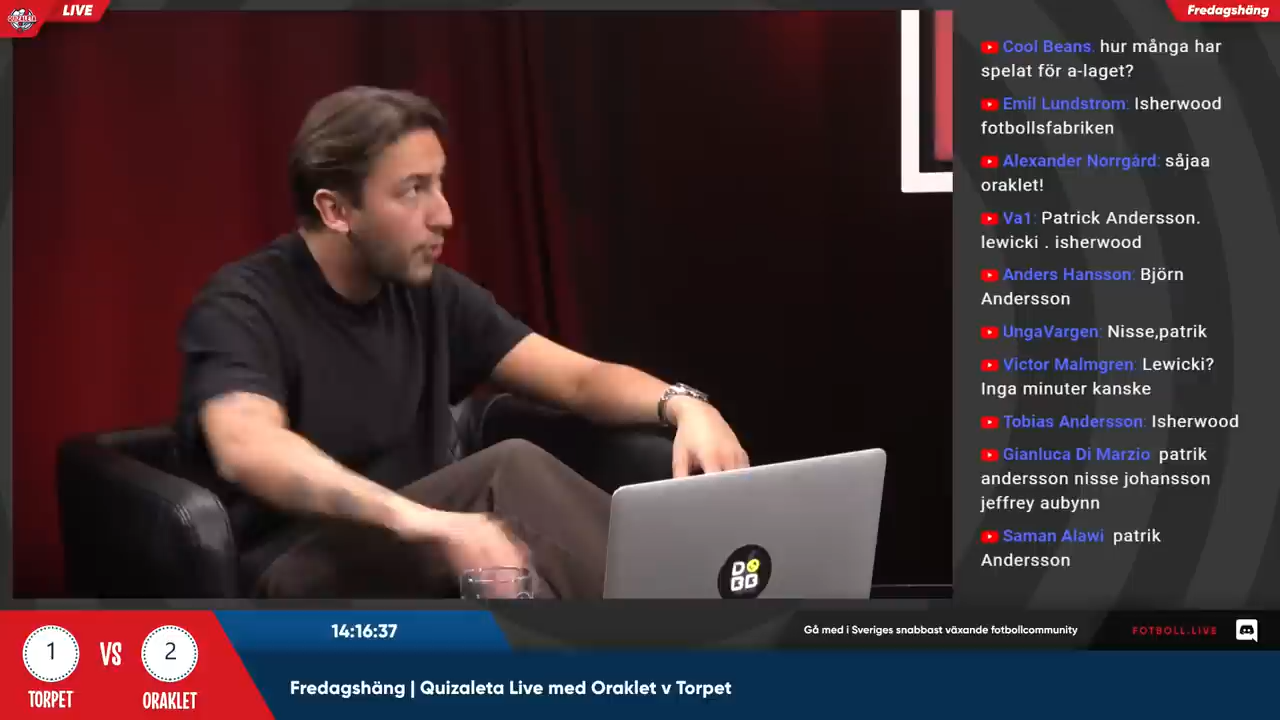 QUIZALETA
LIVE
Fredagshäng
Cool Beans: hur många har
spelat för a-laget?
Emil Lundstrom: Isherwood
fotbollsfabriken
Alexander Norrgård: såjaa
oraklet!
Va1: Patrick Andersson.
lewicki . isherwood
Anders Hansson: Björn
Andersson
UngaVargen: Nisse,patrik
Victor Malmgren: Lewicki?
Inga minuter kanske
Tobias Andersson: Isherwood
Gianluca Di Marzio patrik
andersson nisse johansson
jeffrey aubynn
Saman Alawi patrik
Andersson
DOBB
1 VS 2
TORPET ORAKLET
14:16:37
Gå med i Sveriges snabbast växande fotbollcommunity
FOTBOLL.LIVE
Fredagshäng | Quizaleta Live med Oraklet v Torpet